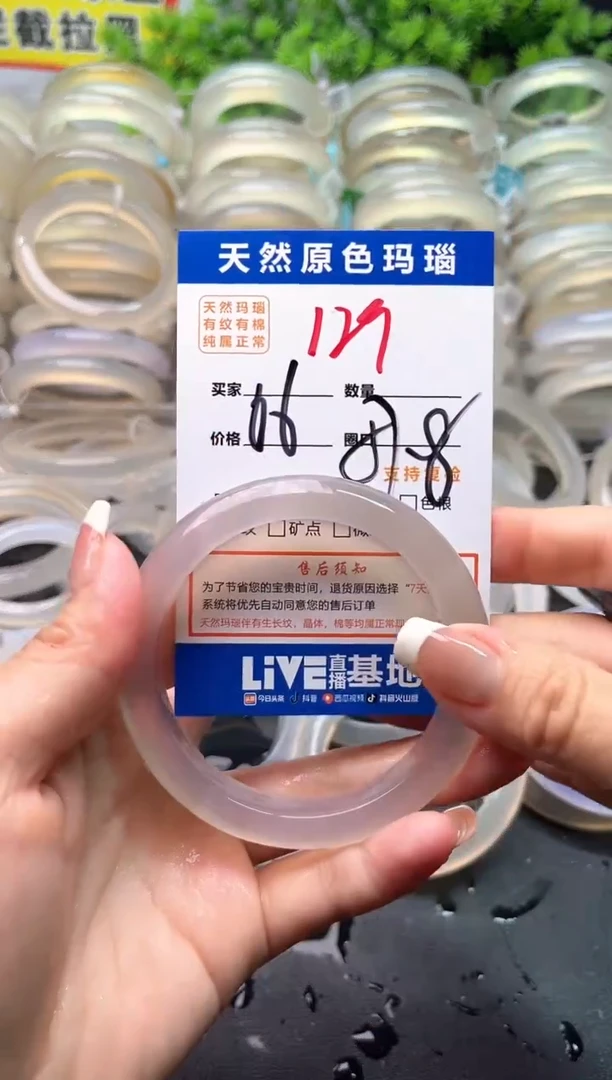 天然原色玛瑙
天然玛瑙
有纹有棉
纯属正常
129
买家 数量
价格 66 圈口 57-8
支持复检
色根
矿点
售后须知
为了节省您的宝贵时间，退货原因选择“7天
系统将优先自动同意您的售后订单
天然玛瑙伴有生长纹、晶体、棉等均属正常
LiVE直播基地
今日头条 抖音 西瓜视频 抖音火山版